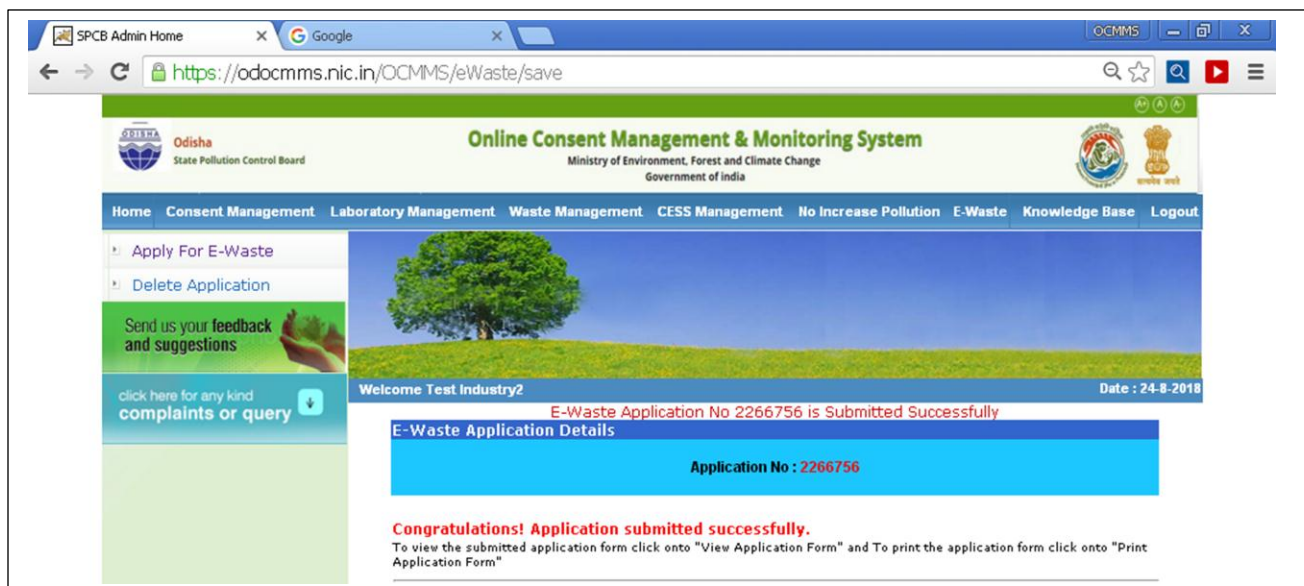 SPCB Admin Home
Google
OCMMS
https://odocmms.nic.in/OCMMS/eWaste/save
A+ A A-
ODISHA
Odisha
State Pollution Control Board
Online Consent Management & Monitoring System
Ministry of Environment, Forest and Climate Change
Government of india
सत्यमेव जयते
Home Consent Management Laboratory Management Waste Management CESS Management No Increase Pollution E-Waste Knowledge Base Logout
Apply For E-Waste
Delete Application
Send us your feedback
and suggestions
click here for any kind
complaints or query
Welcome Test Industry2
Date : 24-8-2018
E-Waste Application No 2266756 is Submitted Successfully
E-Waste Application Details
Application No : 2266756
Congratulations! Application submitted successfully.
To view the submitted application form click onto "View Application Form" and To print the application form click onto "Print
Application Form"